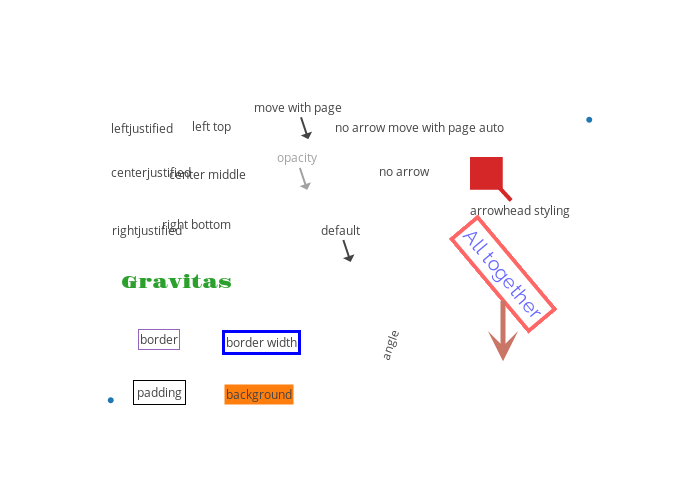 move with page
leftjustified
left top
no arrow move with page auto
opacity
centerjustified
center middle
no arrow
arrowhead styling
rightjustified
right bottom
default
All together
Gravitas
border
border width
angle
padding
background